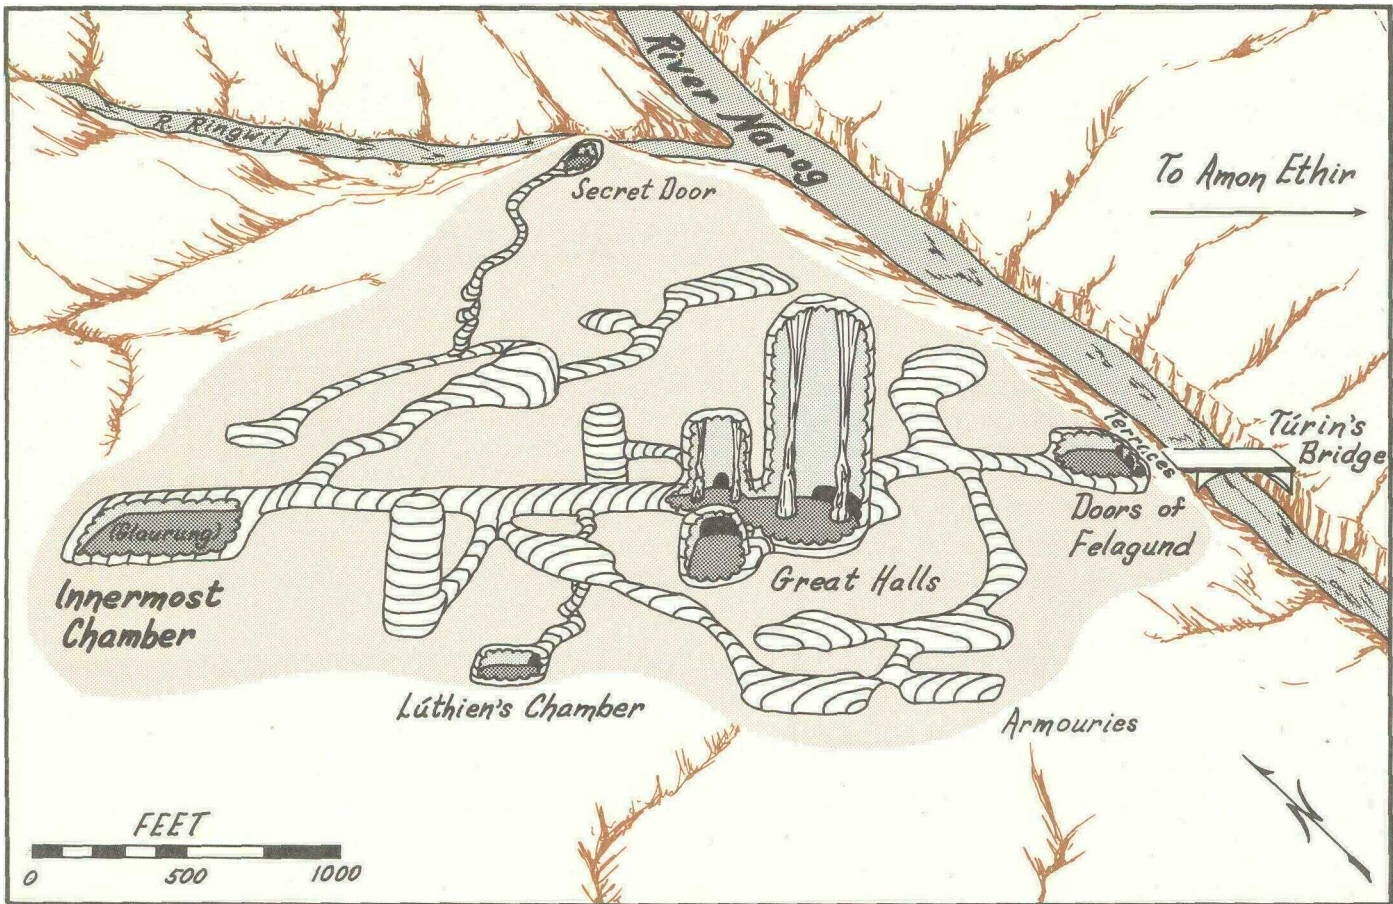 River Narog
R. Ringwil
Secret Door
To Amon Ethir
Terraces
Túrin's
Bridge
Doors of
Felagund
(Glaurung)
Innermost
Chamber
Great Halls
Lúthien's Chamber
Armouries
FEET
0 500 1000
N